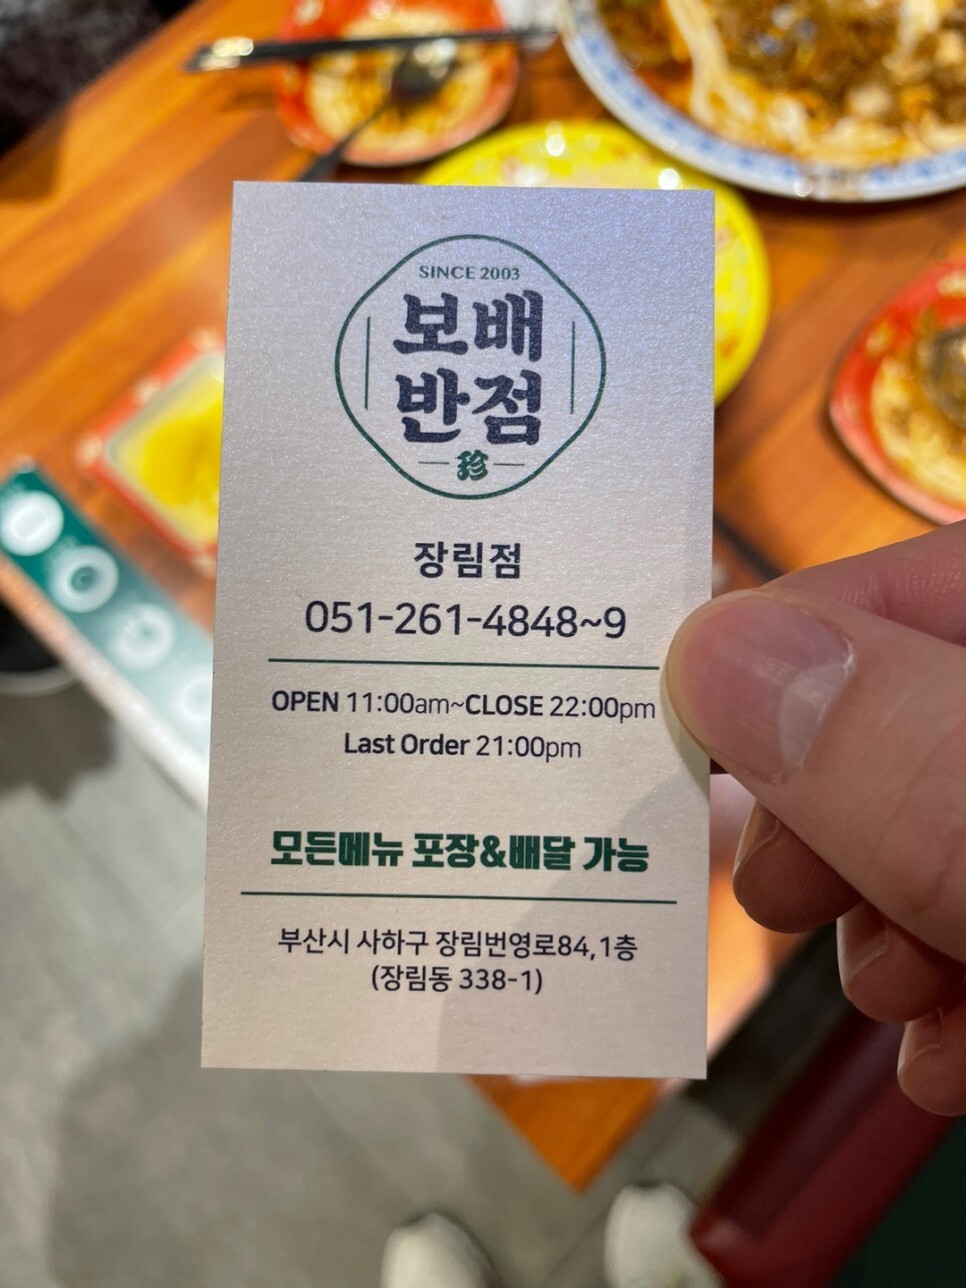 SINCE 2003
보배
반점
珍
장림점
051-261-4848~9
OPEN 11:00am~CLOSE 22:00pm
Last Order 21:00pm
모든메뉴 포장&배달 가능
부산시 사하구 장림번영로84,1층
(장림동 338-1)